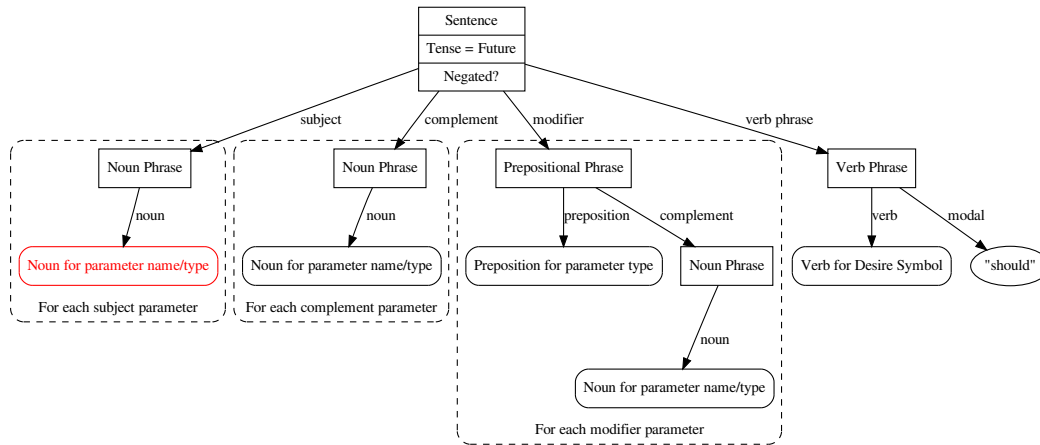 Sentence
Tense = Future
Negated?
subject
complement
modifier
verb phrase
Noun Phrase
Noun Phrase
Prepositional Phrase
Verb Phrase
noun
noun
preposition
complement
verb
modal
Noun for parameter name/type
Noun for parameter name/type
Preposition for parameter type
Noun Phrase
Verb for Desire Symbol
"should"
For each subject parameter
For each complement parameter
noun
Noun for parameter name/type
For each modifier parameter